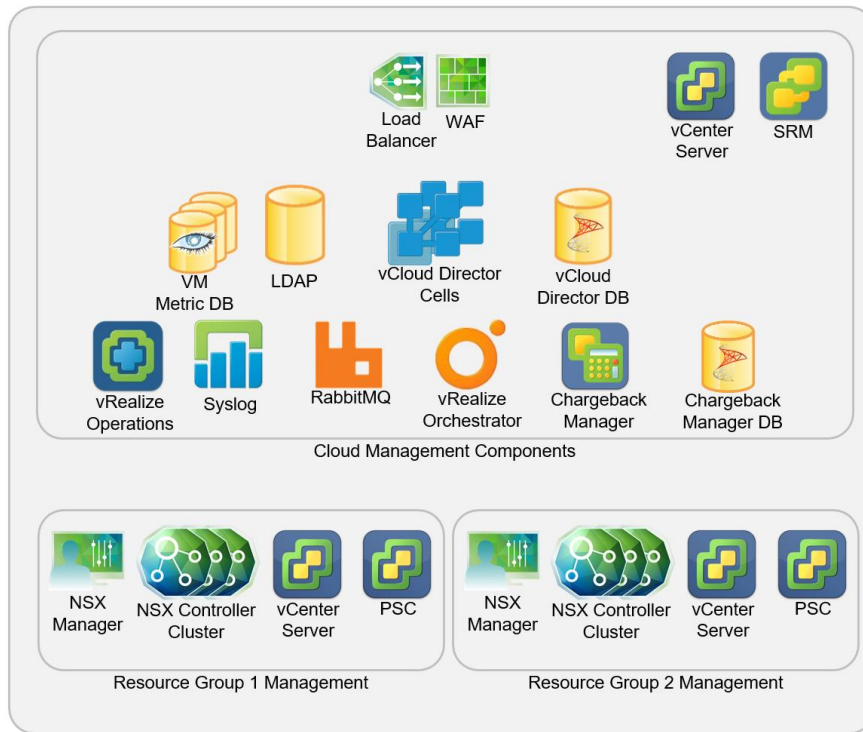 Load
Balancer
WAF
vCenter
Server
SRM
VM
Metric DB
LDAP
vCloud Director
Cells
vCloud
Director DB
vRealize
Operations
Syslog
RabbitMQ
vRealize
Orchestrator
Chargeback
Manager
Chargeback
Manager DB
Cloud Management Components
NSX
Manager
NSX Controller
Cluster
vCenter
Server
PSC
Resource Group 1 Management
NSX
Manager
NSX Controller
Cluster
vCenter
Server
PSC
Resource Group 2 Management